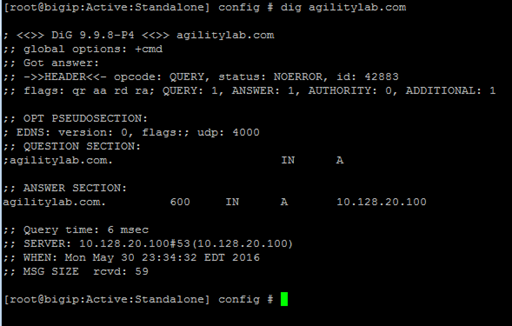 [root@bigip:Active:Standalone] config # dig agilitylab.com
; <<>> DiG 9.9.8-P4 <<>> agilitylab.com
;; global options: +cmd
;; Got answer:
;; ->>HEADER<<- opcode: QUERY, status: NOERROR, id: 42883
;; flags: qr aa rd ra; QUERY: 1, ANSWER: 1, AUTHORITY: 0, ADDITIONAL: 1
;; OPT PSEUDOSECTION:
; EDNS: version: 0, flags:; udp: 4000
;; QUESTION SECTION:
;agilitylab.com. IN A
;; ANSWER SECTION:
agilitylab.com. 600 IN A 10.128.20.100
;; Query time: 6 msec
;; SERVER: 10.128.20.100#53(10.128.20.100)
;; WHEN: Mon May 30 23:34:32 EDT 2016
;; MSG SIZE rcvd: 59
[root@bigip:Active:Standalone] config #